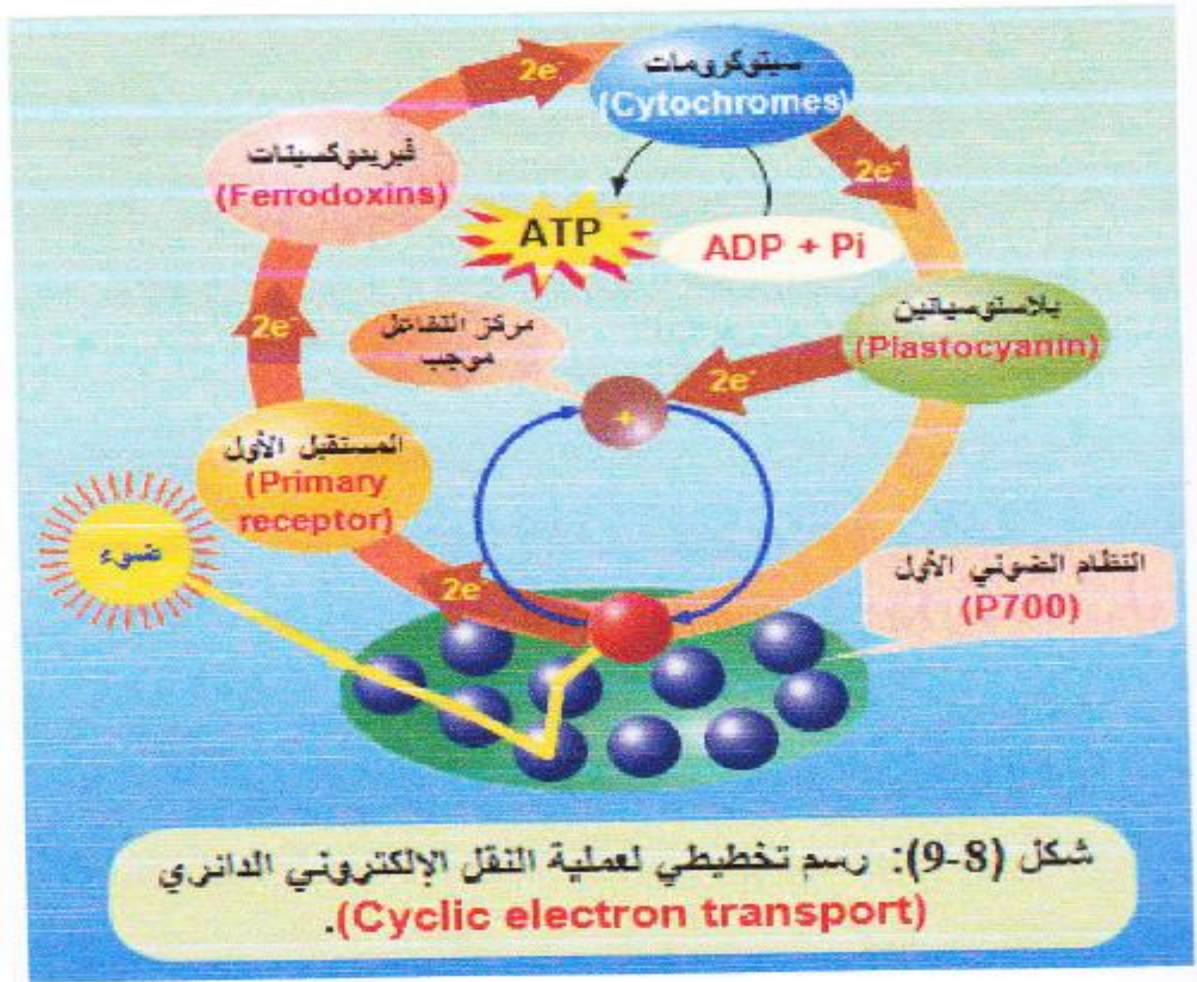 سيتوكرومات
(Cytochromes)
2e-
2e-
فيريدوكسينات
(Ferrodoxins)
ATP
ADP + Pi
بلاستوسيانين
(Plastocyanin)
مركز التفاعل
موجب
2e-
2e-
+
المستقبل الأول
(Primary
receptor)
ضوء
2e-
النظام الضوئي الأول
(P700)
شكل (8-9): رسم تخطيطي لعملية النقل الإلكتروني الدائري
(Cyclic electron transport).